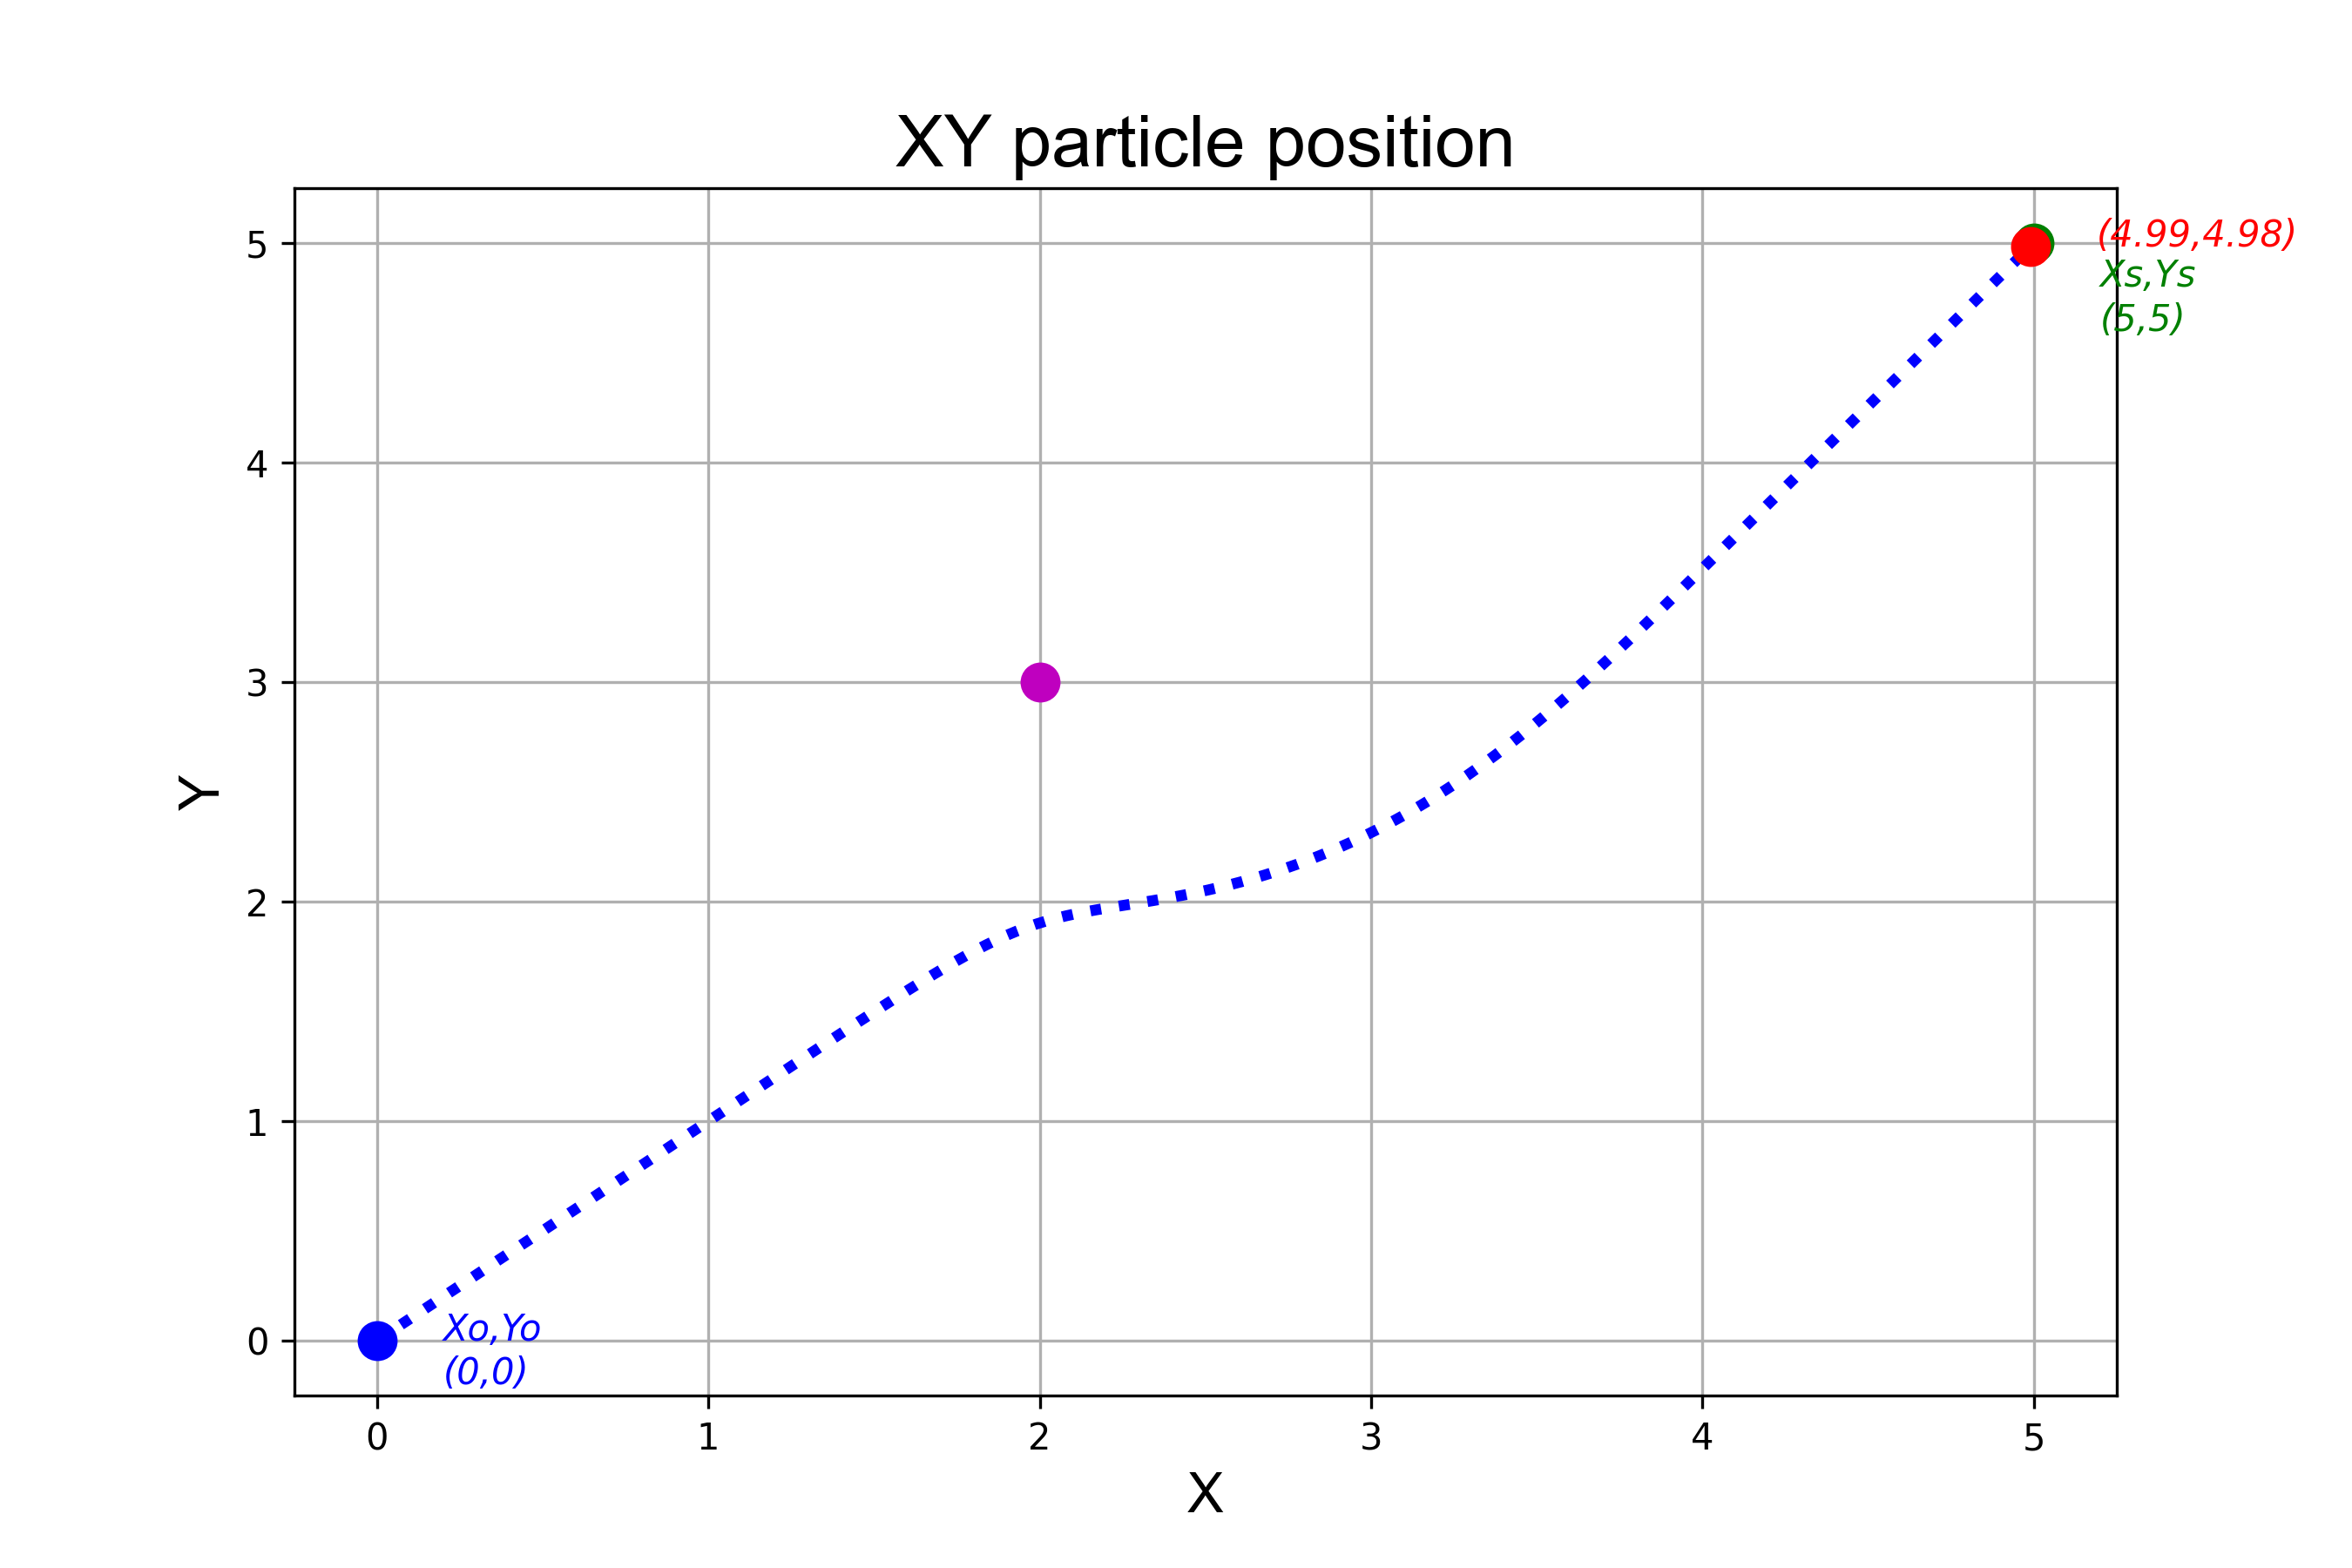 XY particle position
(4.99,4.98)
Xs,Ys
(5,5)
5
4
3
2
1
0
Y
Xo,Yo
(0,0)
0 1 2 3 4 5
X